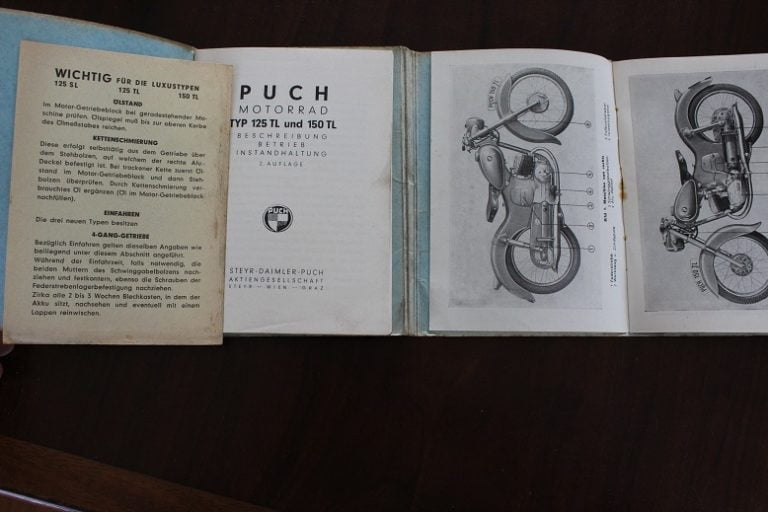 WICHTIG FÜR DIE LUXUSTYPEN
125 SL 125 TL 150 TL
ÖLSTAND
Im Motor-Getriebeblock bei geradestehender Ma-
schine prüfen. Ölspiegel muß bis zur oberen Kerbe
des Ölmeßstabes reichen.
KETTENSCHMIERUNG
Diese erfolgt selbsttätig aus dem Getriebe über
dem Stehbolzen, auf welchem der rechte Alu-
Deckel befestigt ist. Bei trockener Kette zuerst Öl-
stand im Motor-Getriebeblock und dann Steh-
bolzen überprüfen. Durch Kettenschmierung ver-
brauchtes Öl ergänzen (Öl im Motor-Getriebeblock
nachfüllen).
EINFAHREN
Die drei neuen Typen besitzen
4-GANG-GETRIEBE
Bezüglich Einfahren gelten dieselben Angaben wie
beiliegend unter diesem Abschnitt angeführt.
Während der Einfahrzeit, falls notwendig, die
beiden Muttern des Schwinggabelbolzens nach-
ziehen und festkontern, ebenso die Schrauben der
Federstrebenlagerbefestigung nachziehen.
Zirka alle 2 bis 3 Wochen Blechkasten, in dem der
Akku sitzt, nachsehen und eventuell mit einem
Lappen reinwischen.
PUCH
MOTORRAD
TYP 125 TL und 150 TL
BESCHREIBUNG
BETRIEB
INSTANDHALTUNG
2. AUFLAGE
PUCH
STEYR-DAIMLER-PUCH
AKTIENGESELLSCHAFT
STEYR — WIEN — GRAZ
PUCH 150 TL